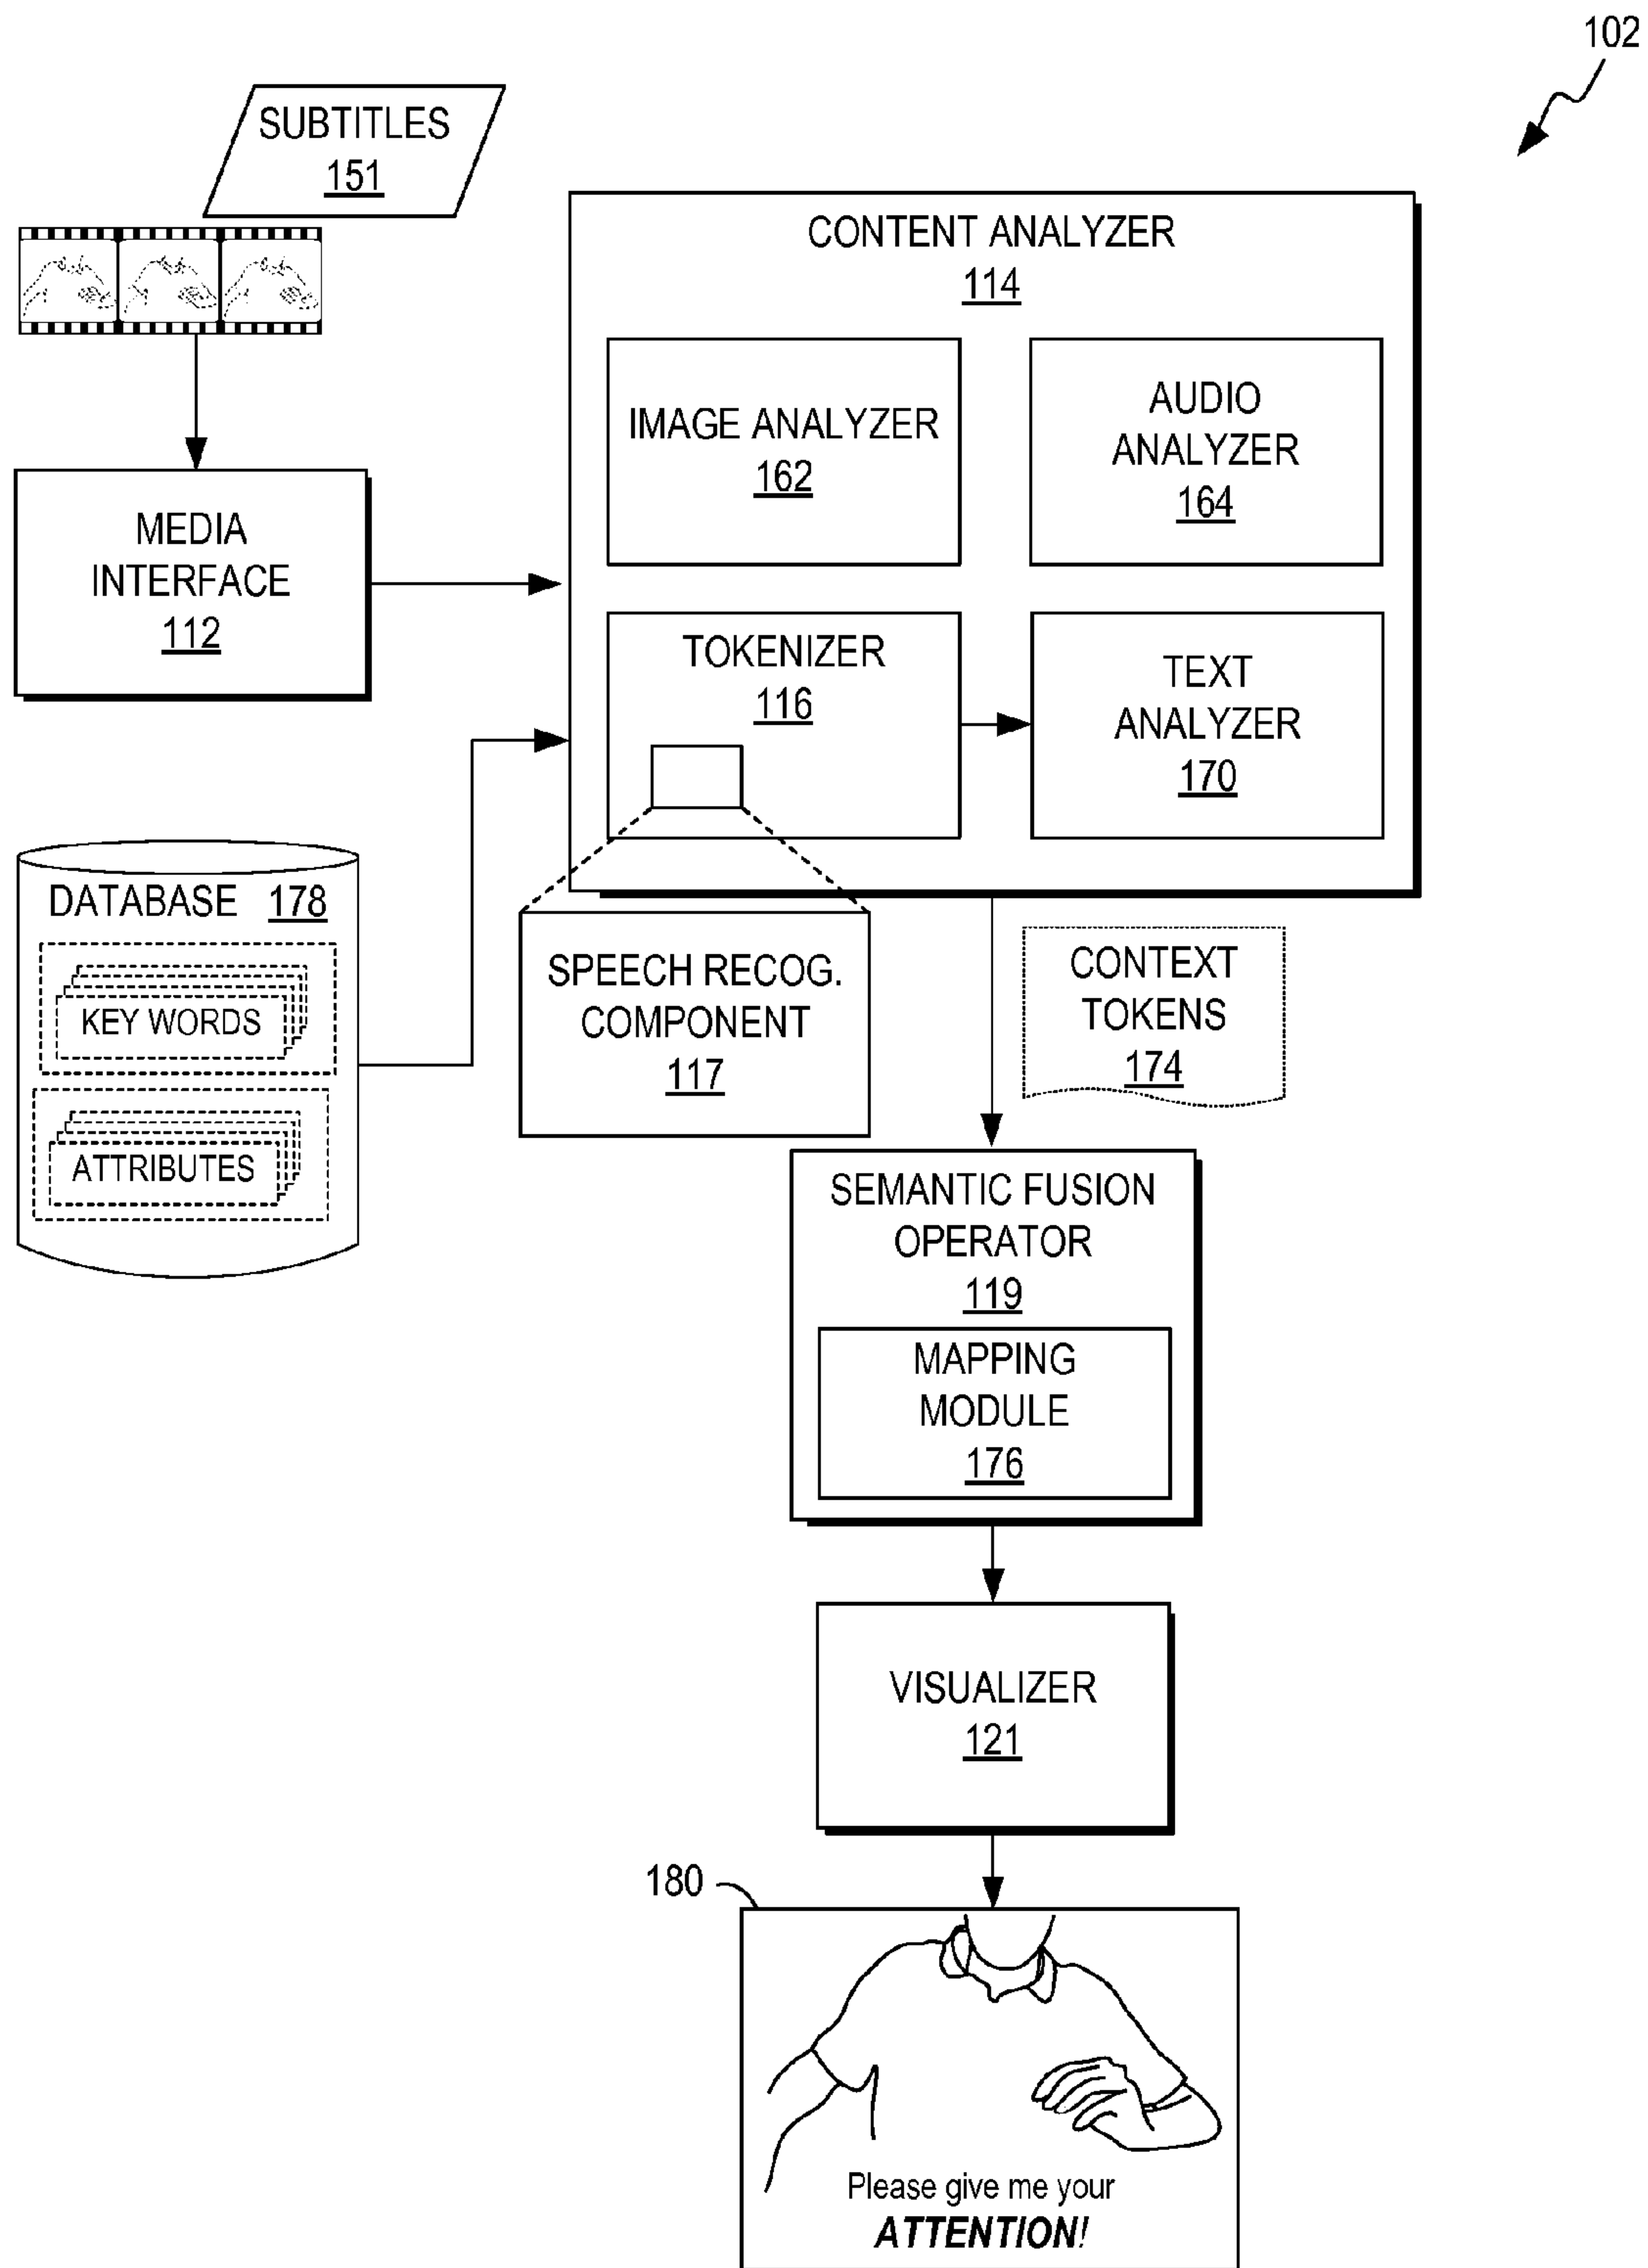 102
SUBTITLES
151
CONTENT ANALYZER
114
IMAGE ANALYZER
162
AUDIO
ANALYZER
164
MEDIA
INTERFACE
112
TOKENIZER
116
TEXT
ANALYZER
170
DATABASE 178
KEY WORDS
ATTRIBUTES
SPEECH RECOG.
COMPONENT
117
CONTEXT
TOKENS
174
SEMANTIC FUSION
OPERATOR
119
MAPPING
MODULE
176
VISUALIZER
121
180
Please give me your
ATTENTION!